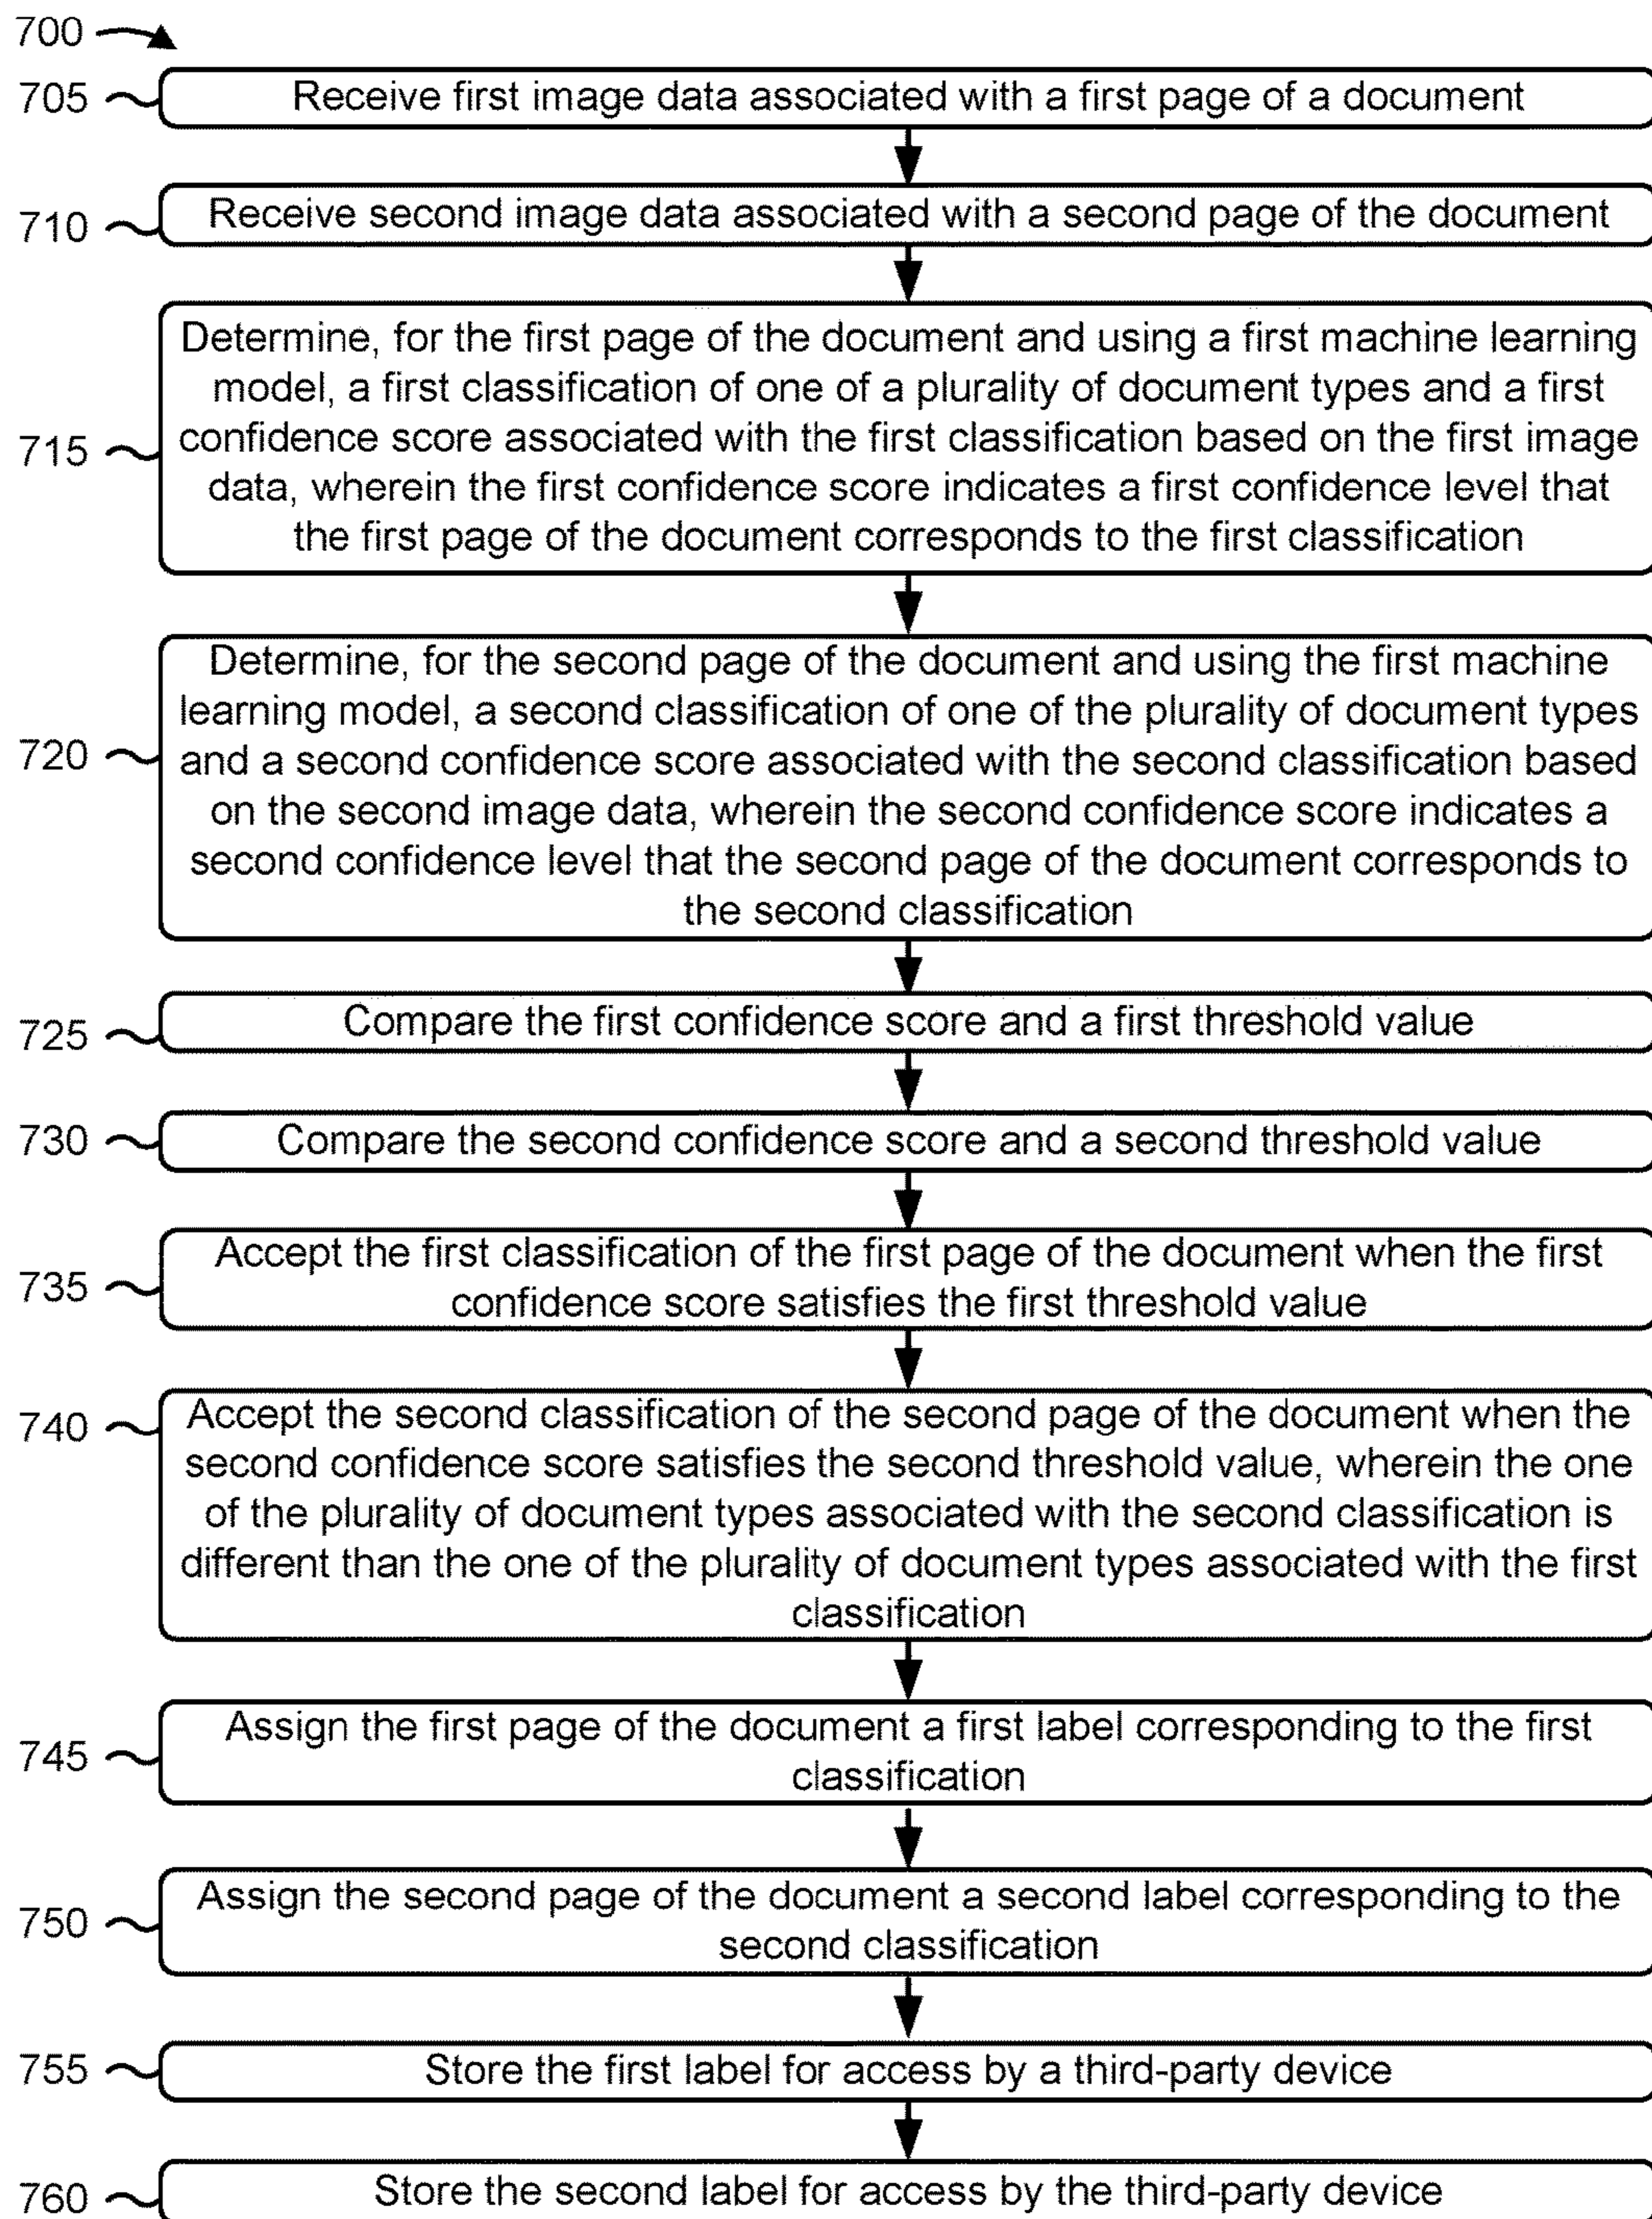 700
705
Receive first image data associated with a first page of a document
710
Receive second image data associated with a second page of the document
715
Determine, for the first page of the document and using a first machine learning
model, a first classification of one of a plurality of document types and a first
confidence score associated with the first classification based on the first image
data, wherein the first confidence score indicates a first confidence level that
the first page of the document corresponds to the first classification
720
Determine, for the second page of the document and using the first machine
learning model, a second classification of one of the plurality of document types
and a second confidence score associated with the second classification based
on the second image data, wherein the second confidence score indicates a
second confidence level that the second page of the document corresponds to
the second classification
725
Compare the first confidence score and a first threshold value
730
Compare the second confidence score and a second threshold value
735
Accept the first classification of the first page of the document when the first
confidence score satisfies the first threshold value
740
Accept the second classification of the second page of the document when the
second confidence score satisfies the second threshold value, wherein the one
of the plurality of document types associated with the second classification is
different than the one of the plurality of document types associated with the first
classification
745
Assign the first page of the document a first label corresponding to the first
classification
750
Assign the second page of the document a second label corresponding to the
second classification
755
Store the first label for access by a third-party device
760
Store the second label for access by the third-party device